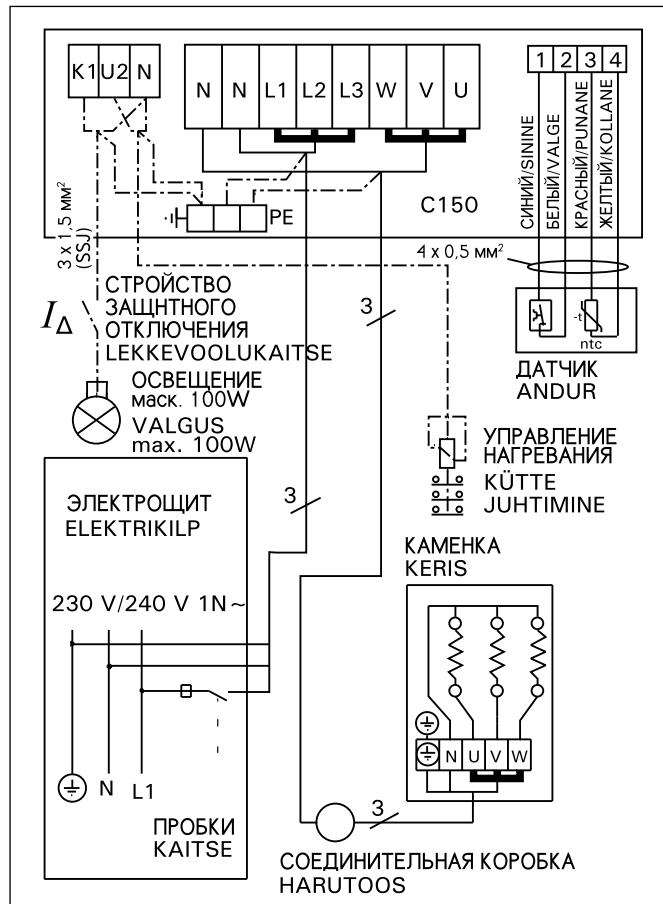 K1 U2 N
N N L1 L2 L3 W V U
1 2 3 4
СИНИЙ/SININE
БЕЛЫЙ/VALGE
КРАСНЫЙ/PUNANE
ЖЕЛТЫЙ/KOLLANE
PE
C150
3 x 1,5 мм²
(SSJ)
4 x 0,5 мм²
СТРОЙСТВО
ЗАЩНТНОГО
ОТКЛЮЧЕНИЯ
LEKKEVOOLUKAITSE
I∆
3
-t
ntc
ДАТЧИК
ANDUR
ОСВЕЩЕНИЕ
маск. 100W
VALGUS
max. 100W
УПРАВЛЕНИЕ
НАГРЕВАНИЯ
KÜTTE
JUHTIMINE
ЭЛЕКТРОЩИТ
ELEKTRIKILP
3
КАМЕНКА
KERIS
230 V/240 V 1N ~
N U V W
N L1
ПРОБКИ
KAITSE
3
СОЕДИНИТЕЛЬНАЯ КОРОБКА
HARUTOOS